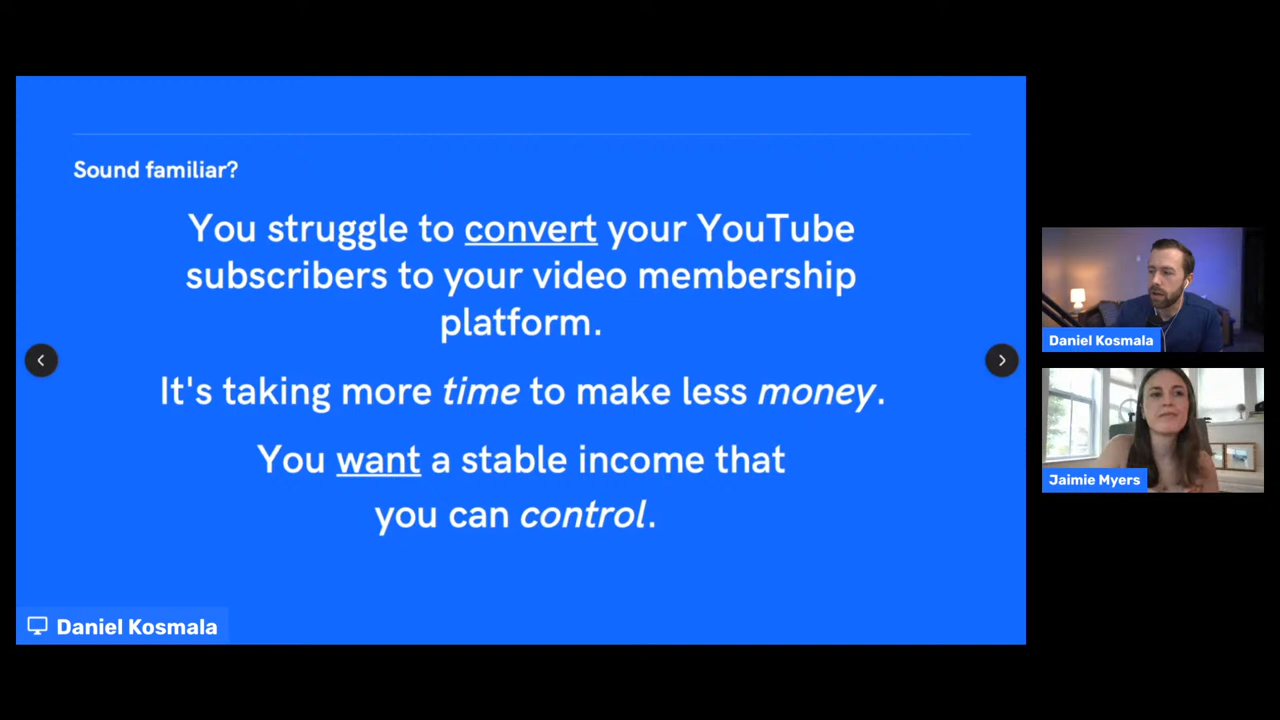 Sound familiar?
You struggle to convert your YouTube
subscribers to your video membership
platform.
It's taking more time to make less money.
You want a stable income that
you can control.
Daniel Kosmala
Daniel Kosmala
Jaimie Myers